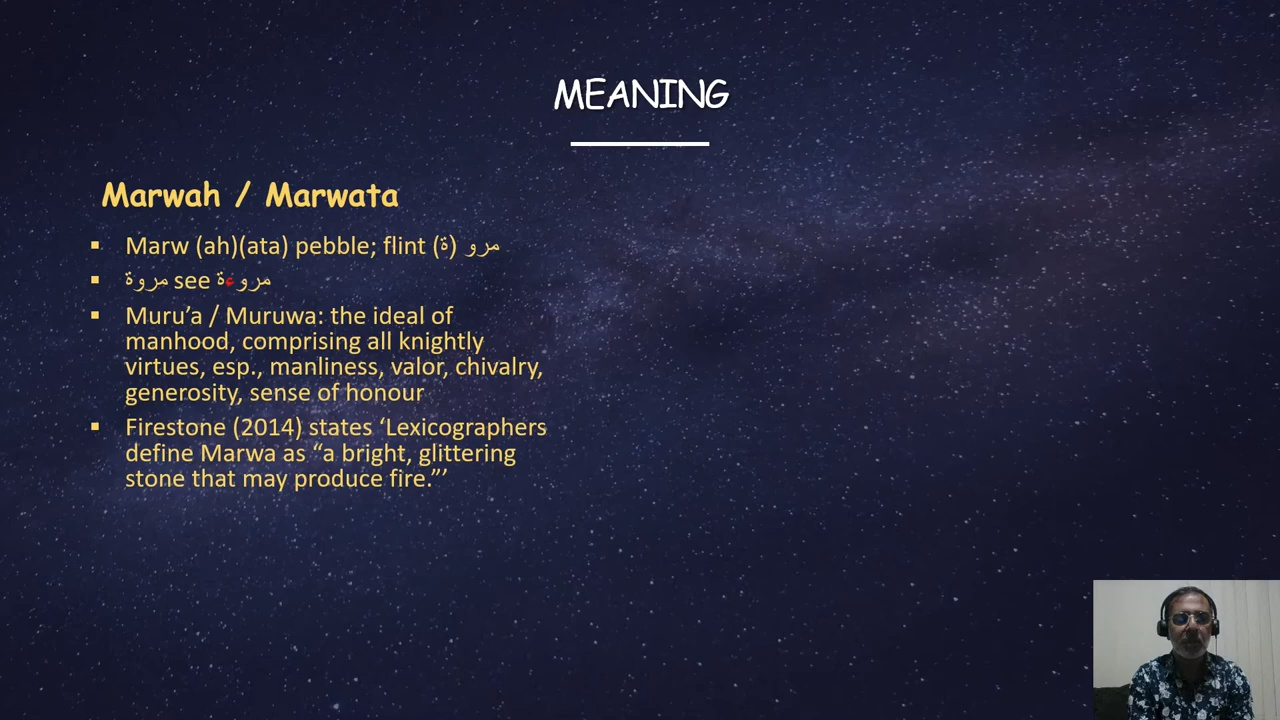 MEANING
Marwah / Marwata
▪ Marw (ah)(ata) pebble; flint (ة) مرو
▪ مروة see مروءة
▪ Muru’a / Muruwa: the ideal of
manhood, comprising all knightly
virtues, esp., manliness, valor, chivalry,
generosity, sense of honour
▪ Firestone (2014) states ‘Lexicographers
define Marwa as “a bright, glittering
stone that may produce fire.”’